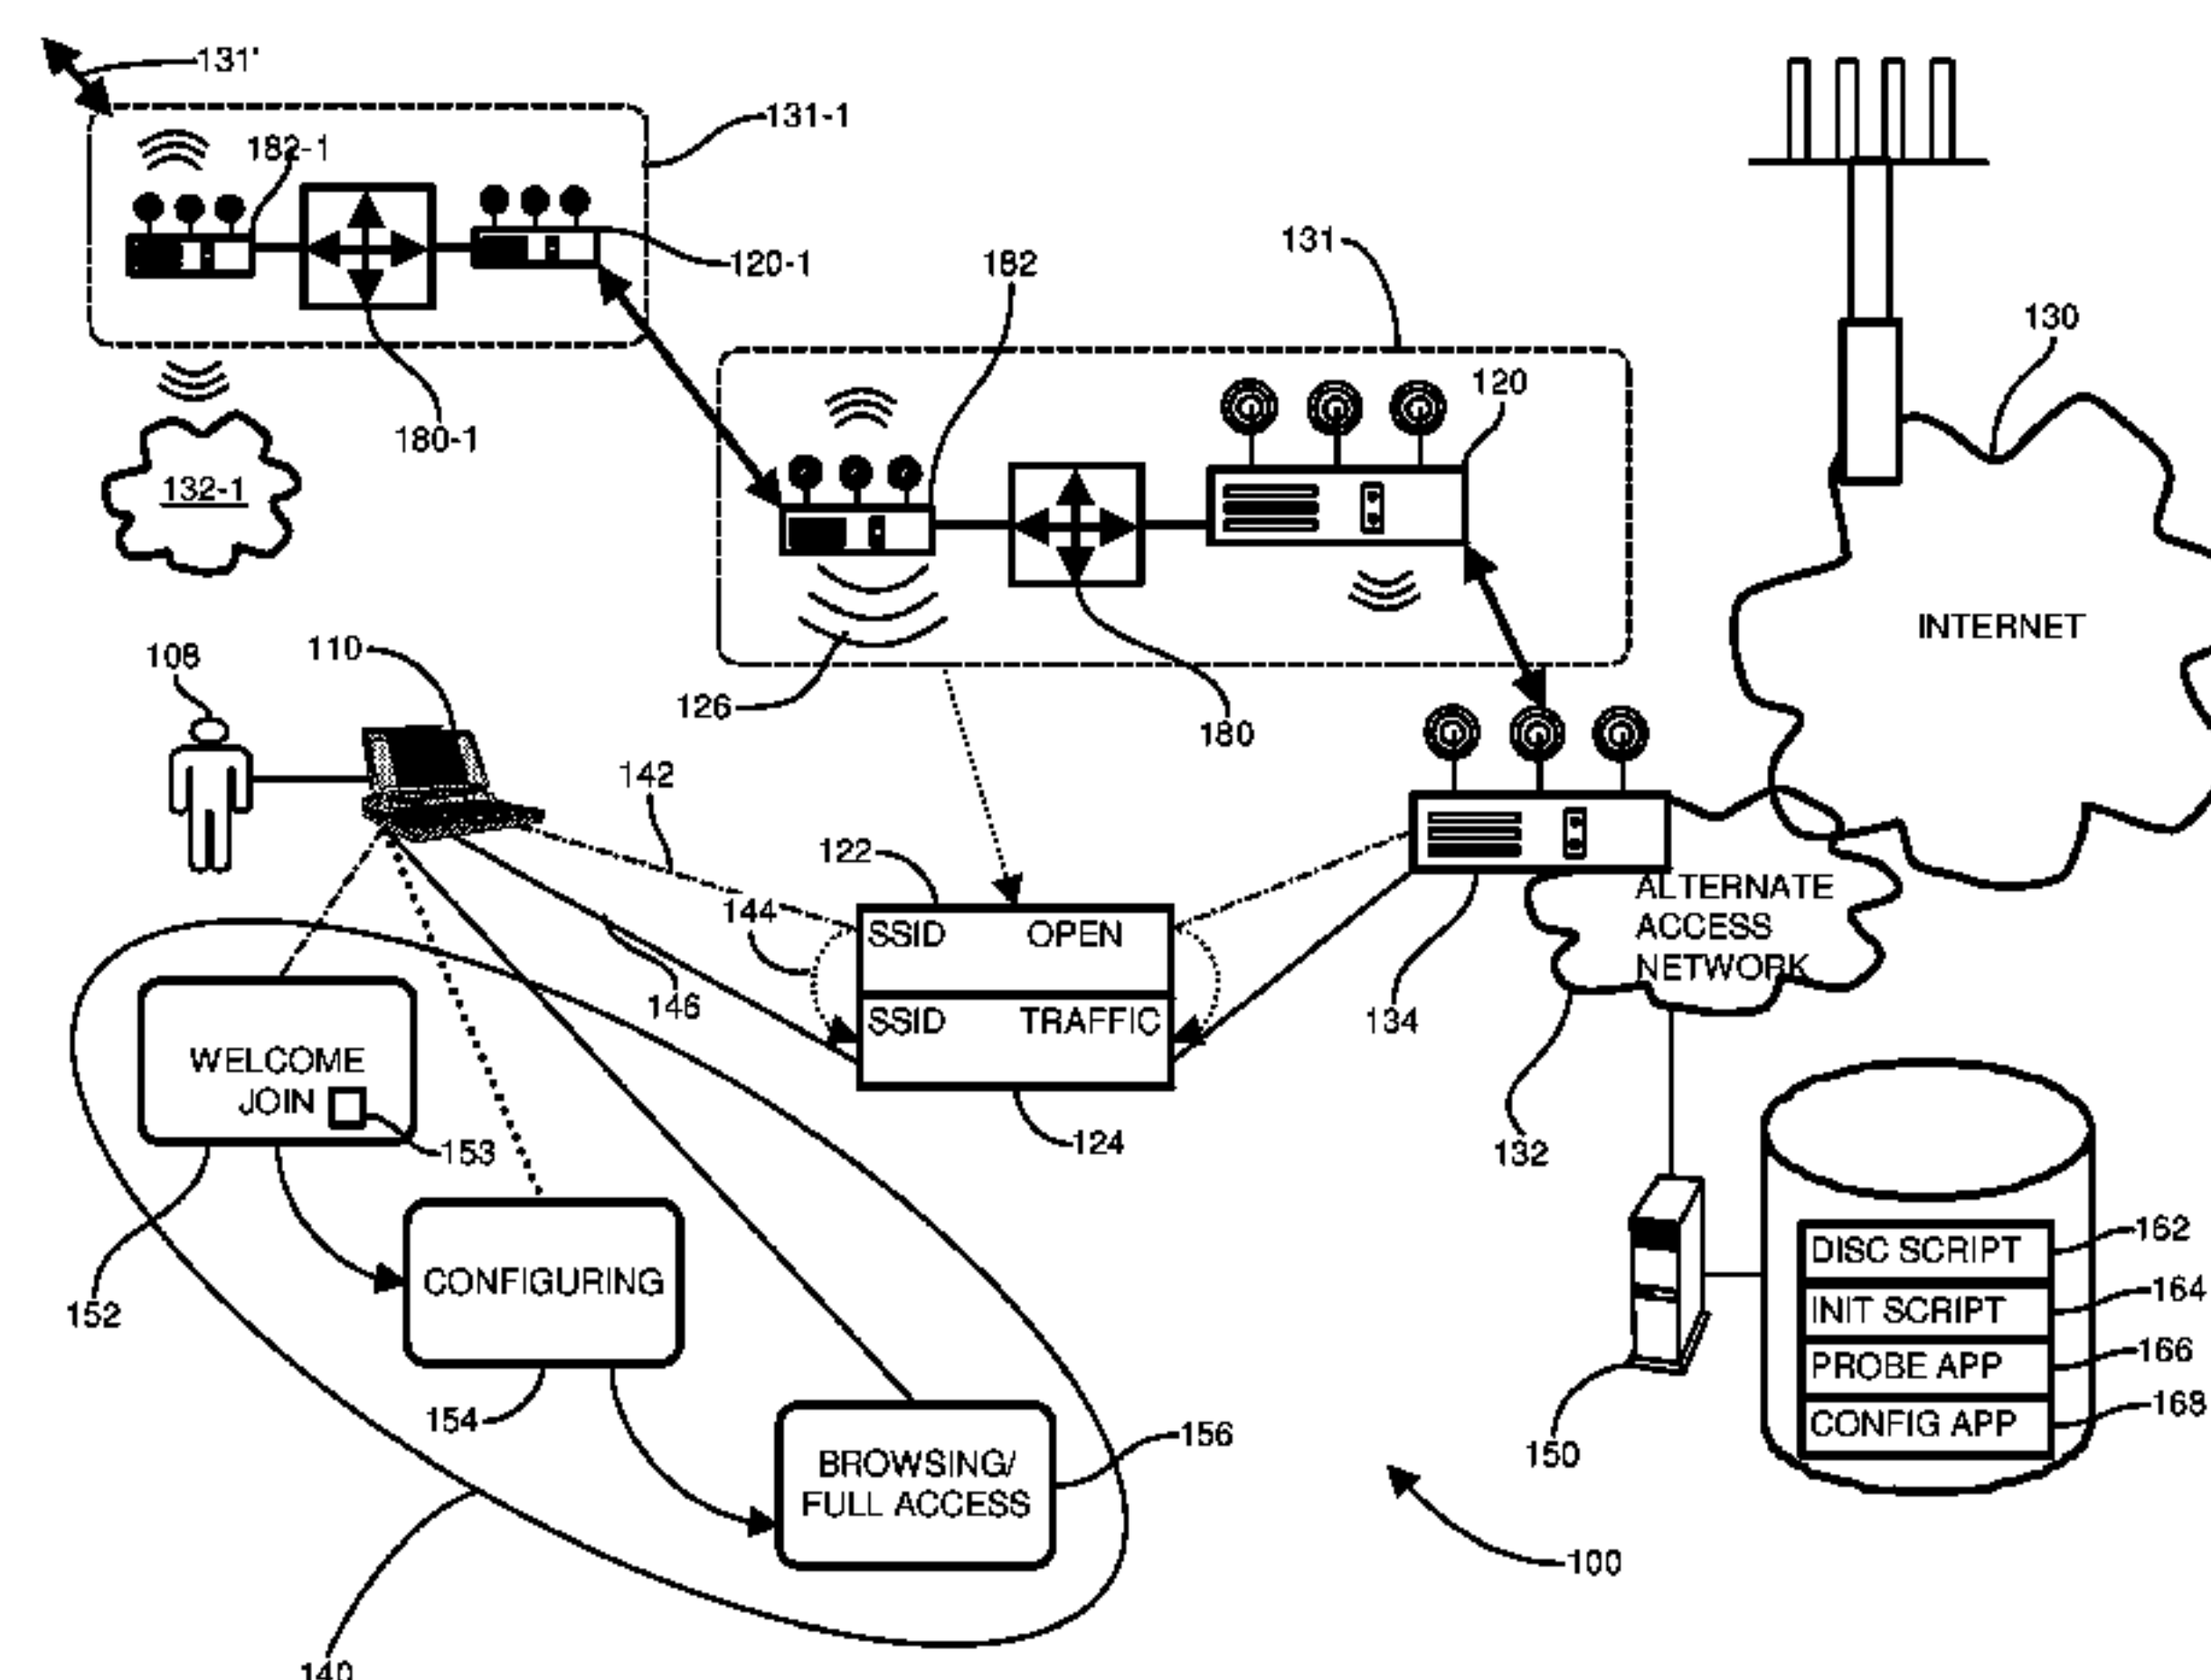 131'
131-1
182-1
120-1
182
131
120
130
180-1
132-1
INTERNET
108
110
126
180
142
122
144
SSID OPEN
146
SSID TRAFFIC
134
ALTERNATE
ACCESS
NETWORK
WELCOME
JOIN
153
124
132
152
CONFIGURING
DISC SCRIPT
162
INIT SCRIPT
164
PROBE APP
166
CONFIG APP
168
154
156
150
BROWSING/
FULL ACCESS
100
140